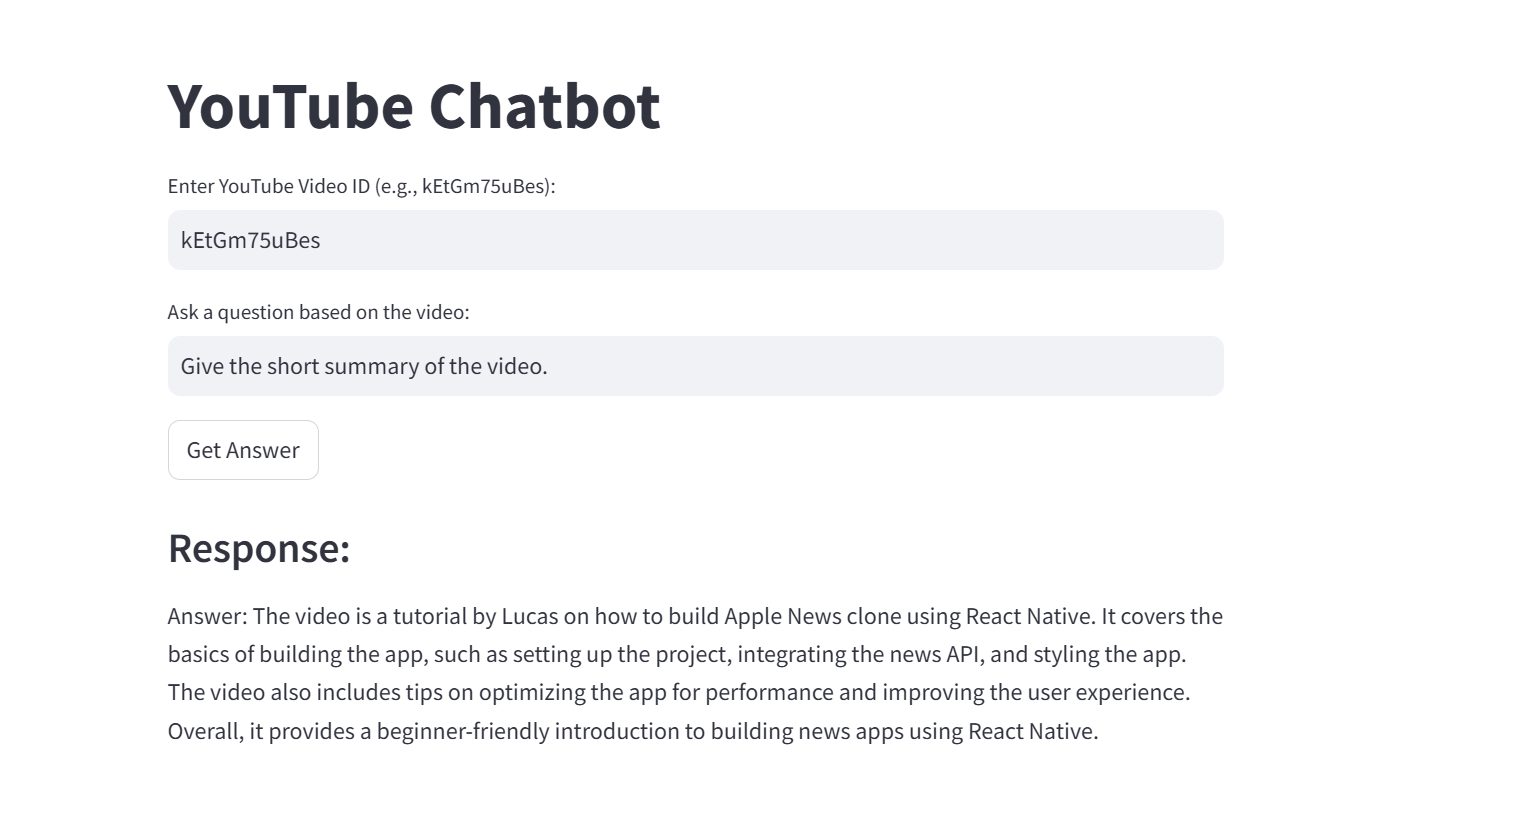 YouTube Chatbot
Enter YouTube Video ID (e.g., kEtGm75uBes):
kEtGm75uBes
Ask a question based on the video:
Give the short summary of the video.
Get Answer
Response:
Answer: The video is a tutorial by Lucas on how to build Apple News clone using React Native. It covers the
basics of building the app, such as setting up the project, integrating the news API, and styling the app.
The video also includes tips on optimizing the app for performance and improving the user experience.
Overall, it provides a beginner-friendly introduction to building news apps using React Native.